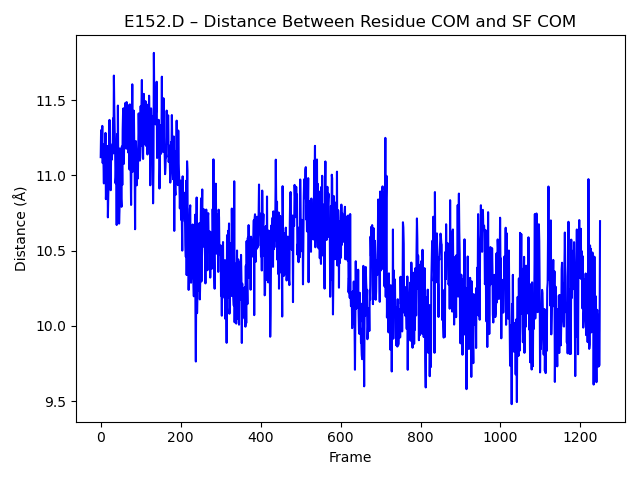 E152.D – Distance Between Residue COM and SF COM
11.5
11.0
10.5
10.0
9.5
Distance (Å)
0 200 400 600 800 1000 1200
Frame